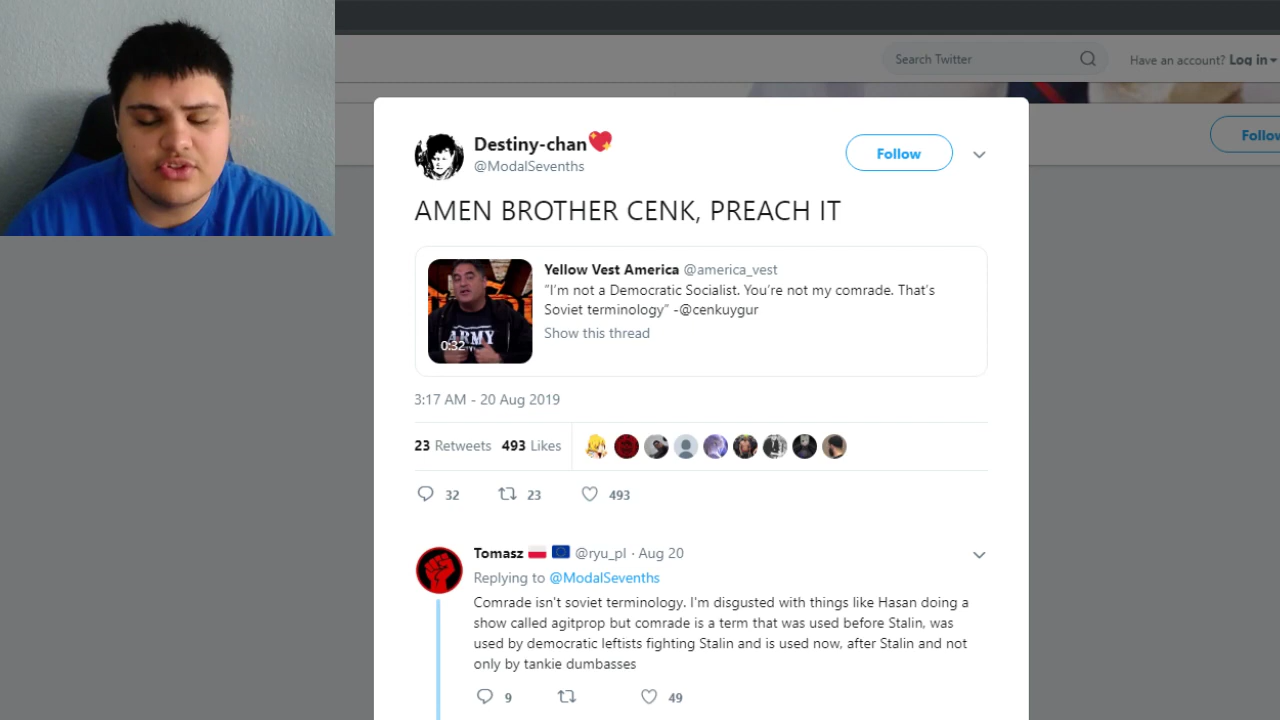 Search Twitter
Have an account? Log in
Follow
Destiny-chan
@ModalSevenths
Follow
AMEN BROTHER CENK, PREACH IT
Yellow Vest America @america_vest
"I'm not a Democratic Socialist. You're not my comrade. That's
Soviet terminology" -@cenkuygur
Show this thread
ARMY
0:32
3:17 AM - 20 Aug 2019
23 Retweets 493 Likes
32 23 493
Tomasz @ryu_pl · Aug 20
Replying to @ModalSevenths
Comrade isn't soviet terminology. I'm disgusted with things like Hasan doing a
show called agitprop but comrade is a term that was used before Stalin, was
used by democratic leftists fighting Stalin and is used now, after Stalin and not
only by tankie dumbasses
9 49